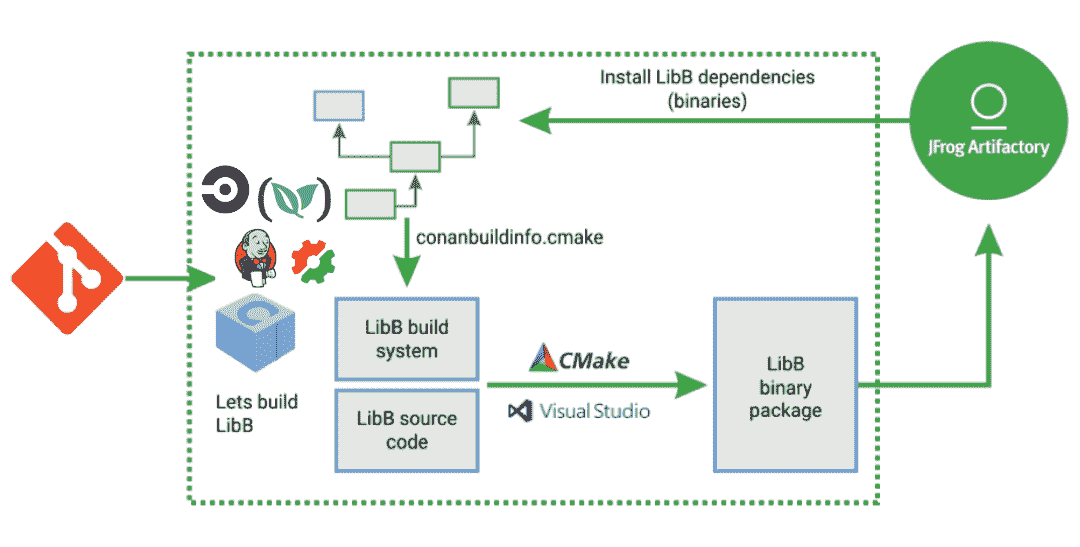 Install LibB dependencies
(binaries)
JFrog Artifactory
conanbuildinfo.cmake
LibB build
system
CMake
Visual Studio
LibB
binary
package
Lets build
LibB
LibB source
code